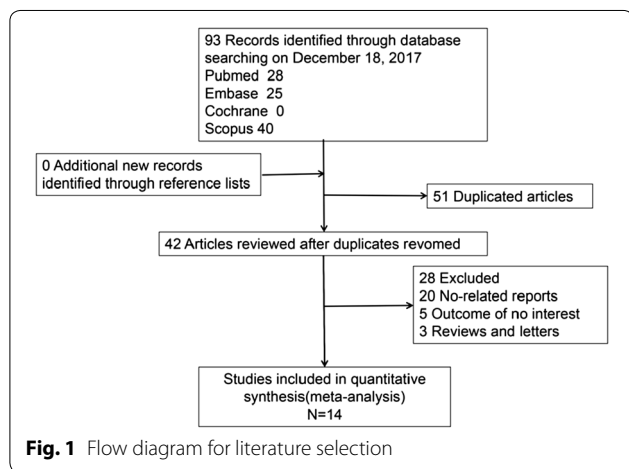 93 Records identified through database
searching on December 18, 2017
Pubmed 28
Embase 25
Cochrane 0
Scopus 40
0 Additional new records
identified through reference lists
51 Duplicated articles
42 Articles reviewed after duplicates revomed
28 Excluded
20 No-related reports
5 Outcome of no interest
3 Reviews and letters
Studies included in quantitative
synthesis(meta-analysis)
N=14
Fig. 1 Flow diagram for literature selection